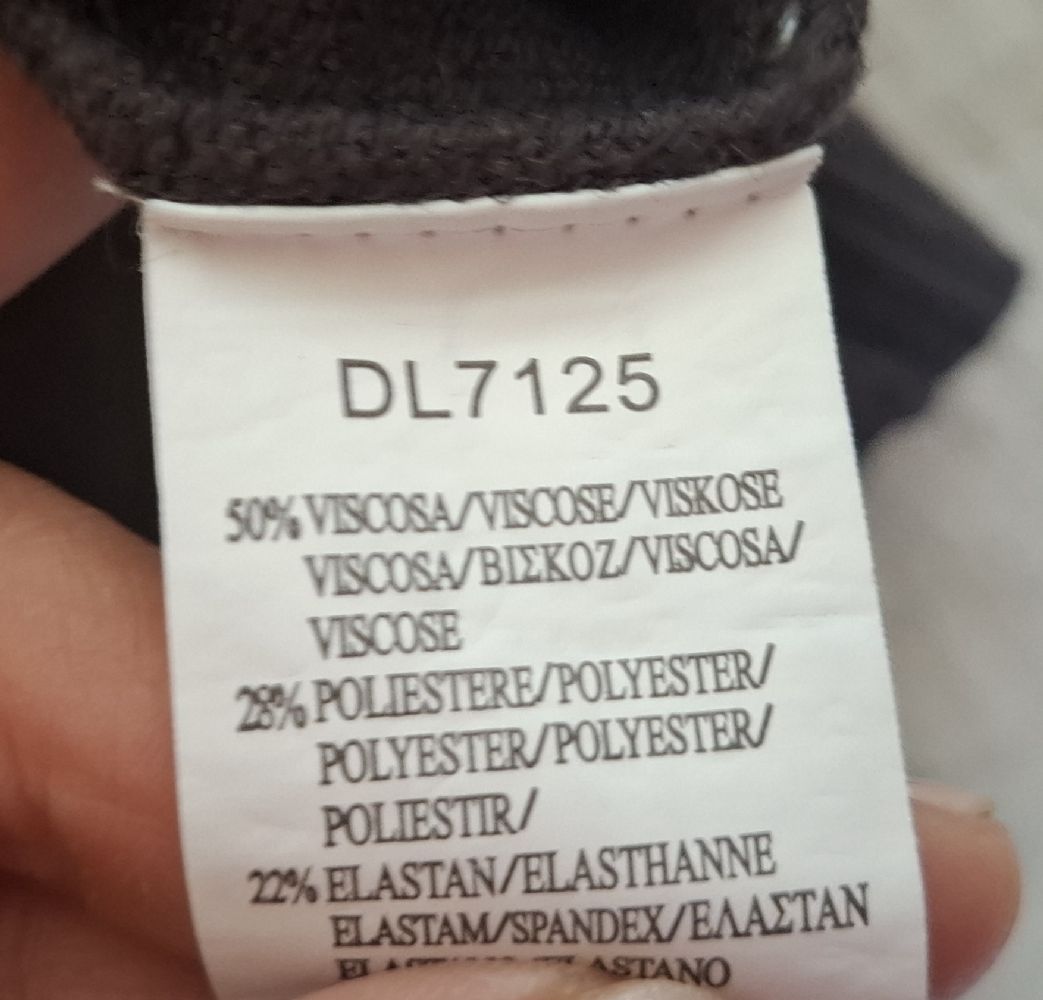 DL7125
50% VISCOSA/VISCOSE/VISKOSE
VISCOSA/ΒΙΣΚΟΖ/VISCOSA/
VISCOSE
28% POLIESTERE/POLYESTER/
POLYESTER/POLYESTER/
POLIESTIR/
22% ELASTAN/ELASTHANNE
ELASTAM/SPANDEX/ΕΛΑΣΤΑΝ